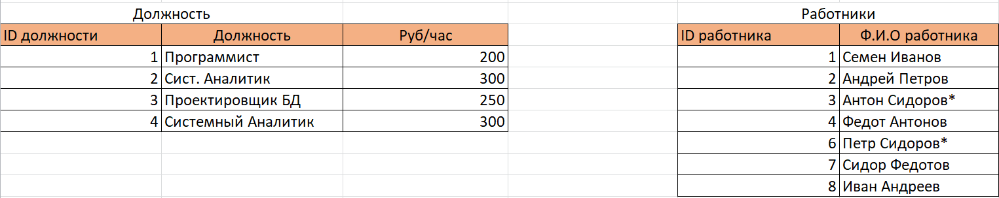 Должность Работники
ID должности Должность Руб/час ID работника Ф.И.О работника
1 Программист 200 1 Семен Иванов
2 Сист. Аналитик 300 2 Андрей Петров
3 Проектировщик БД 250 3 Антон Сидоров*
4 Системный Аналитик 300 4 Федот Антонов
6 Петр Сидоров*
7 Сидор Федотов
8 Иван Андреев